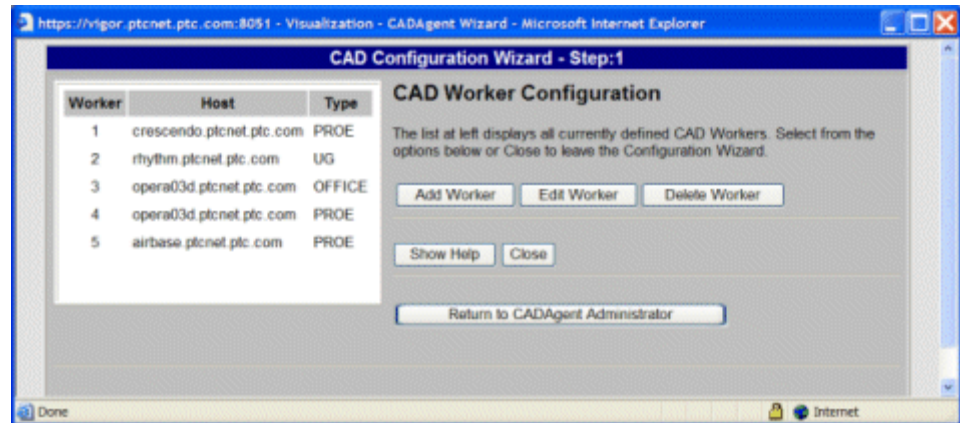 https://vigor.ptcnet.ptc.com:8051 - Visualization - CADAgent Wizard - Microsoft Internet Explorer
CAD Configuration Wizard - Step:1
Worker Host Type
1 crescendo.ptcnet.ptc.com PROE
2 rhythm.ptcnet.ptc.com UG
3 opera03d.ptcnet.ptc.com OFFICE
4 opera03d.ptcnet.ptc.com PROE
5 airbase.ptcnet.ptc.com PROE
CAD Worker Configuration
The list at left displays all currently defined CAD Workers. Select from the
options below or Close to leave the Configuration Wizard.
Add Worker Edit Worker Delete Worker
Show Help Close
Return to CADAgent Administrator
Done Internet